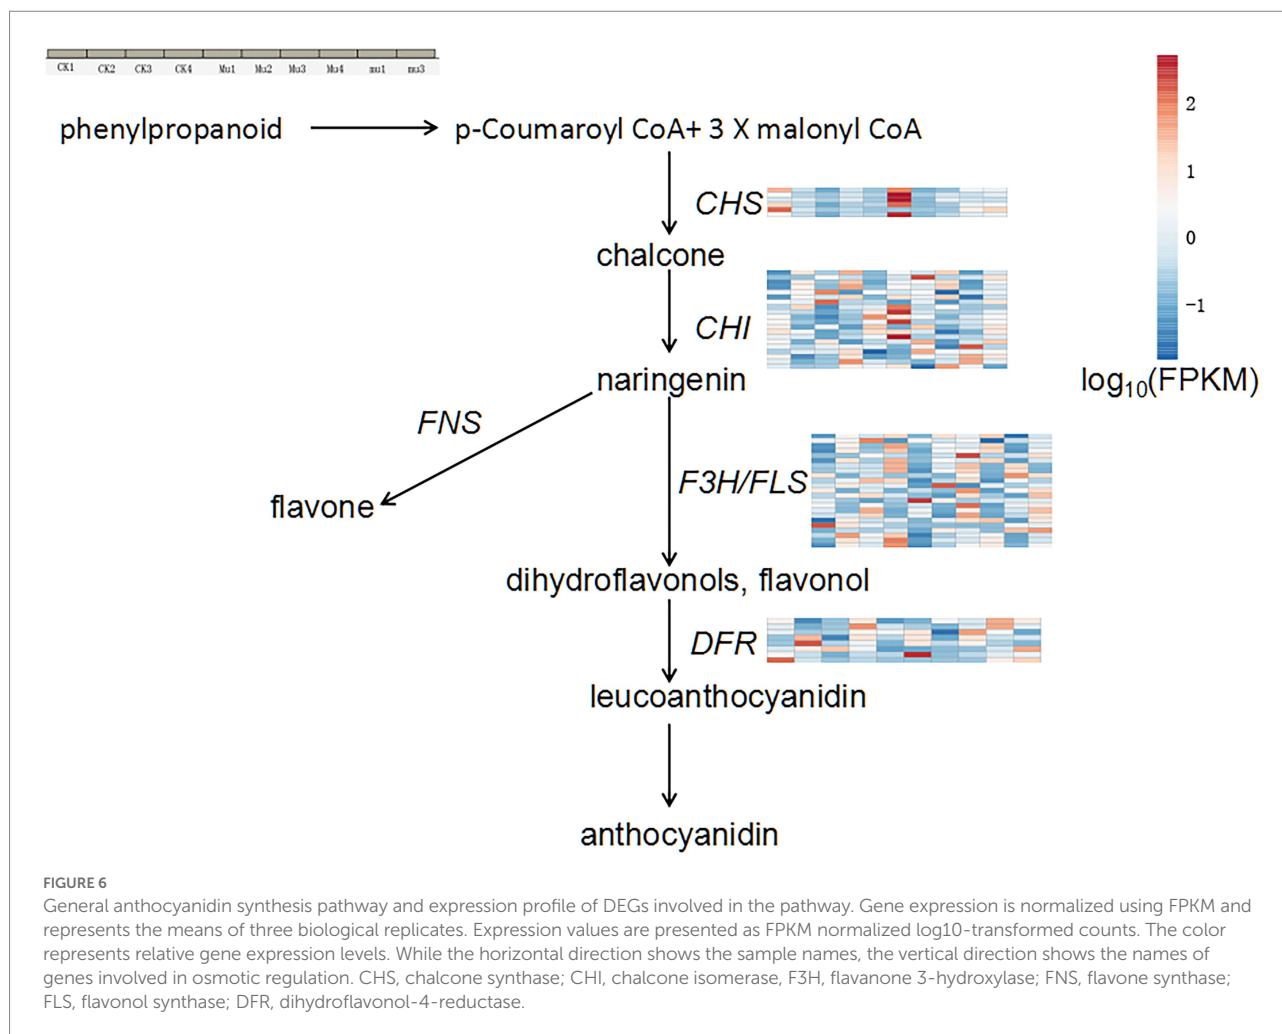 CK1 CK2 CK3 CK4 Mu1 Mu2 Mu3 Mu4 mu1 mu3
phenylpropanoid p-Coumaroyl CoA+ 3 X malonyl CoA
2
1
0
-1
log10(FPKM)
CHS
chalcone
CHI
naringenin
FNS
F3H/FLS
flavone
dihydroflavonols, flavonol
DFR
leucoanthocyanidin
anthocyanidin
FIGURE 6
General anthocyanidin synthesis pathway and expression profile of DEGs involved in the pathway. Gene expression is normalized using FPKM and
represents the means of three biological replicates. Expression values are presented as FPKM normalized log10-transformed counts. The color
represents relative gene expression levels. While the horizontal direction shows the sample names, the vertical direction shows the names of
genes involved in osmotic regulation. CHS, chalcone synthase; CHI, chalcone isomerase, F3H, flavanone 3-hydroxylase; FNS, flavone synthase;
FLS, flavonol synthase; DFR, dihydroflavonol-4-reductase.